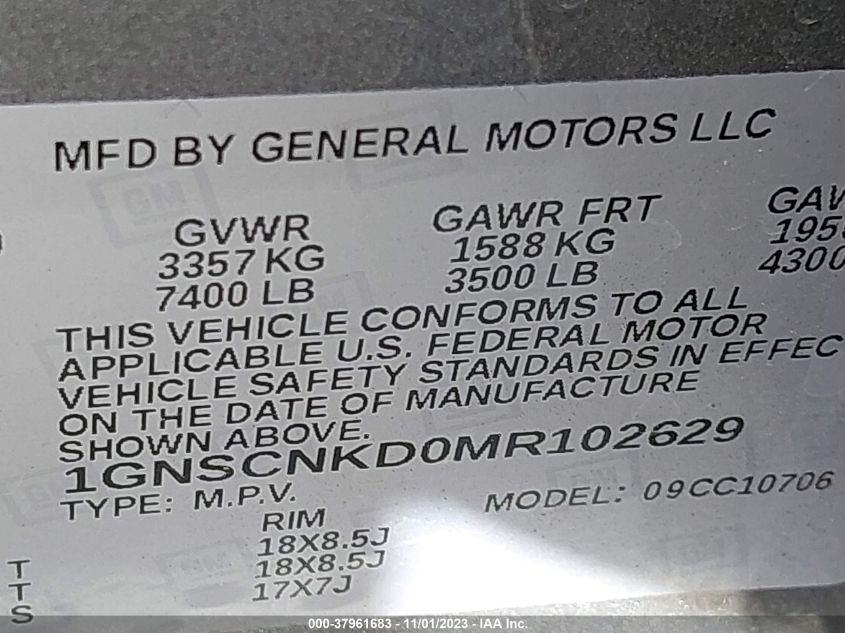 MFD BY GENERAL MOTORS LLC
GVWR GAWR FRT
3357 KG 1588 KG
7400 LB 3500 LB 4300
THIS VEHICLE CONFORMS TO ALL
APPLICABLE U.S. FEDERAL MOTOR
VEHICLE SAFETY STANDARDS IN EFFEC
ON THE DATE OF MANUFACTURE
SHOWN ABOVE.
1GNSCNKD0MR102629
TYPE: M.P.V. MODEL: 09CC10706
RIM
T 18X8.5J
T 18X8.5J
S 17X7J
000-37961683 - 11/01/2023 - IAA Inc.